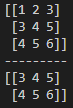 [[1 2 3]
 [3 4 5]
 [4 5 6]]
---------
[[3 4 5]
 [4 5 6]]